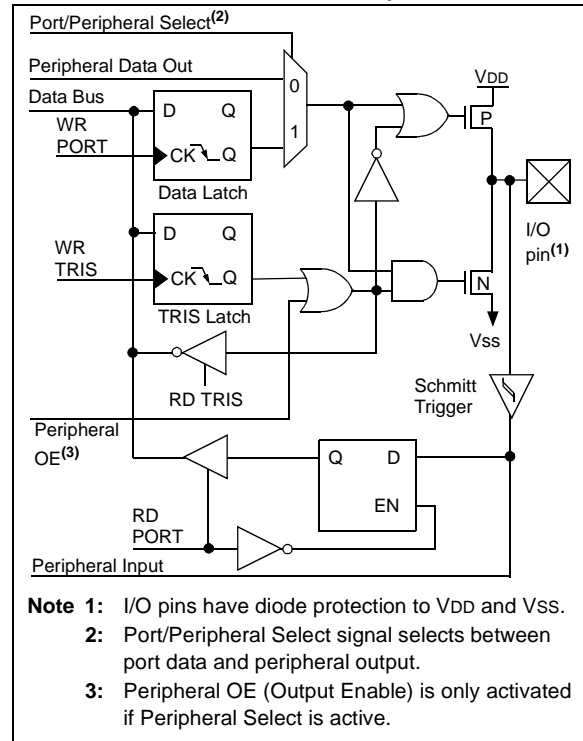 Port/Peripheral Select(2)
Peripheral Data Out
Data Bus
WR
PORT
D Q
CK Q
Data Latch
0
1
VDD
P
I/O
pin(1)
WR
TRIS
D Q
CK Q
TRIS Latch
N
VSS
RD TRIS
Schmitt
Trigger
Peripheral
OE(3)
Q D
EN
RD
PORT
Peripheral Input
Note 1: I/O pins have diode protection to VDD and VSS.
2: Port/Peripheral Select signal selects between
port data and peripheral output.
3: Peripheral OE (Output Enable) is only activated
if Peripheral Select is active.